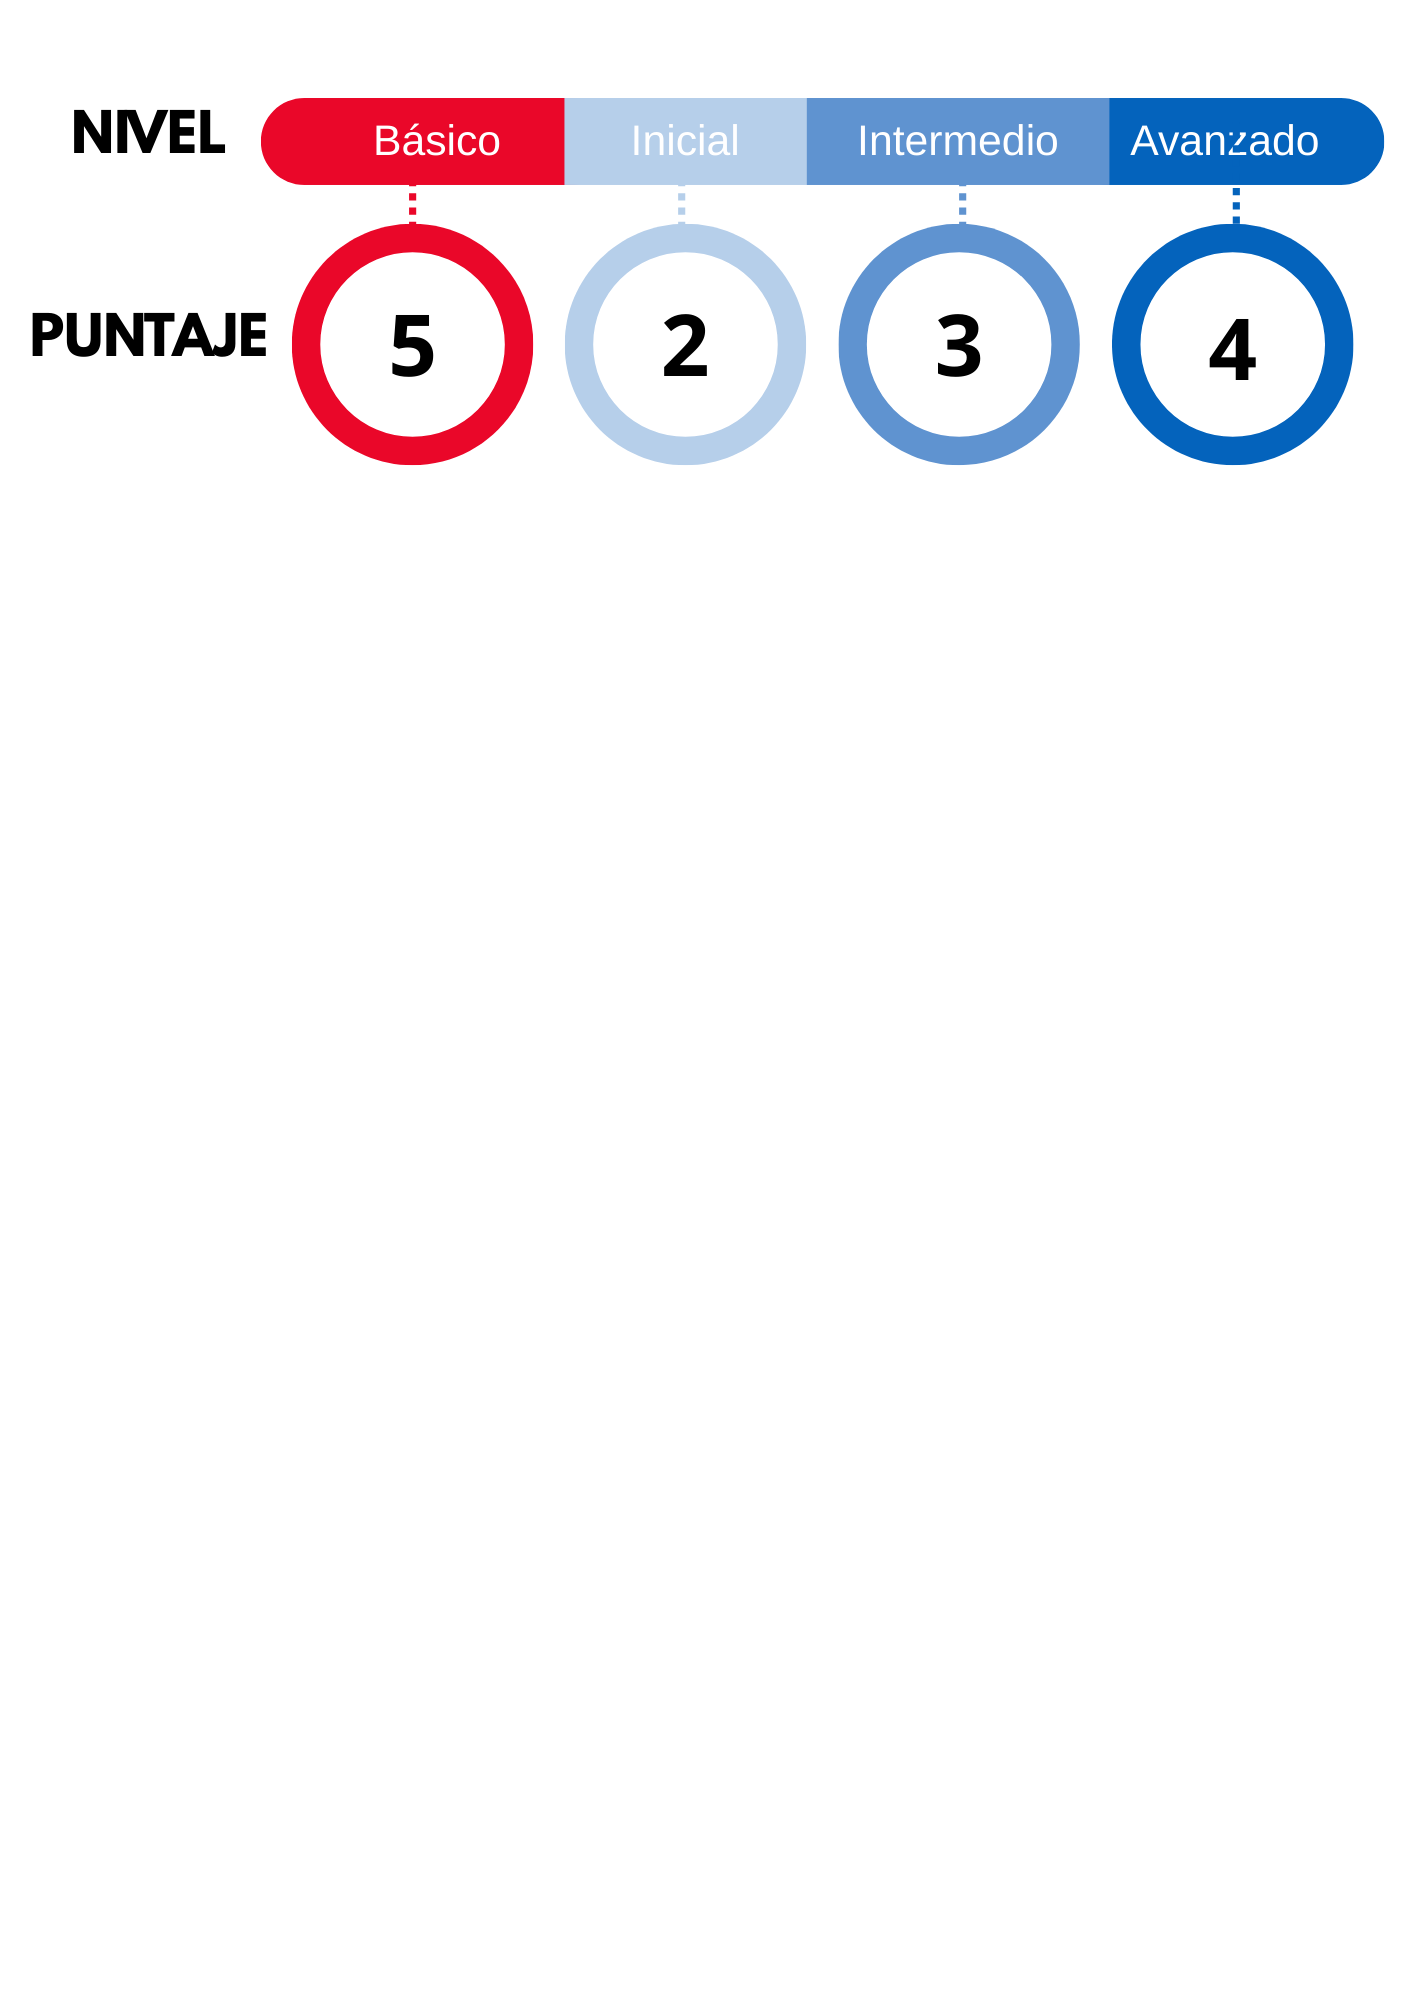 NIVEL Básico Inicial Intermedio Avanzado
PUNTAJE 5 2 3 4